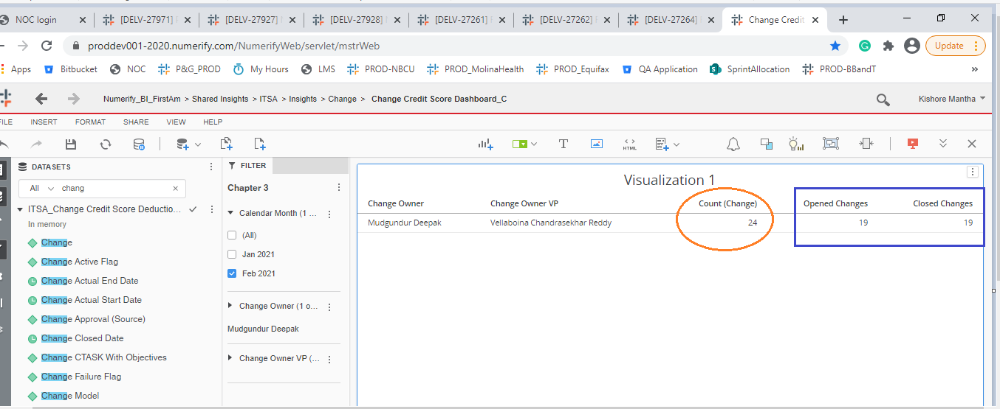 NOC login
[DELV-27971]
[DELV-27927]
[DELV-27928]
[DELV-27261]
[DELV-27262]
[DELV-27264]
Change Credit
proddev001-2020.numerify.com/NumerifyWeb/servlet/mstrWeb
Update
Apps Bitbucket NOC P&G_PROD My Hours LMS PROD-NBCU PROD_MolinaHealth PROD_Equifax QA Application SprintAllocation PROD-BBandT »
Numerify_BI_FirstAm > Shared Insights > ITSA > Insights > Change > Change Credit Score Dashboard_C
Kishore Mantha
FILE INSERT FORMAT SHARE VIEW HELP
HTML
DATASETS
All chang
ITSA_Change Credit Score Deductio...
In memory
Change
Change Active Flag
Change Actual End Date
Change Actual Start Date
Change Approval (Source)
Change Closed Date
Change CTASK With Objectives
Change Failure Flag
Change Model
FILTER
Chapter 3
Calendar Month (1 ...
(All)
Jan 2021
Feb 2021
Change Owner (1 o...
Mudgundur Deepak
Change Owner VP (...
Visualization 1
Change Owner Change Owner VP Count (Change) Opened Changes Closed Changes
Mudgundur Deepak Vellaboina Chandrasekhar Reddy 24 19 19